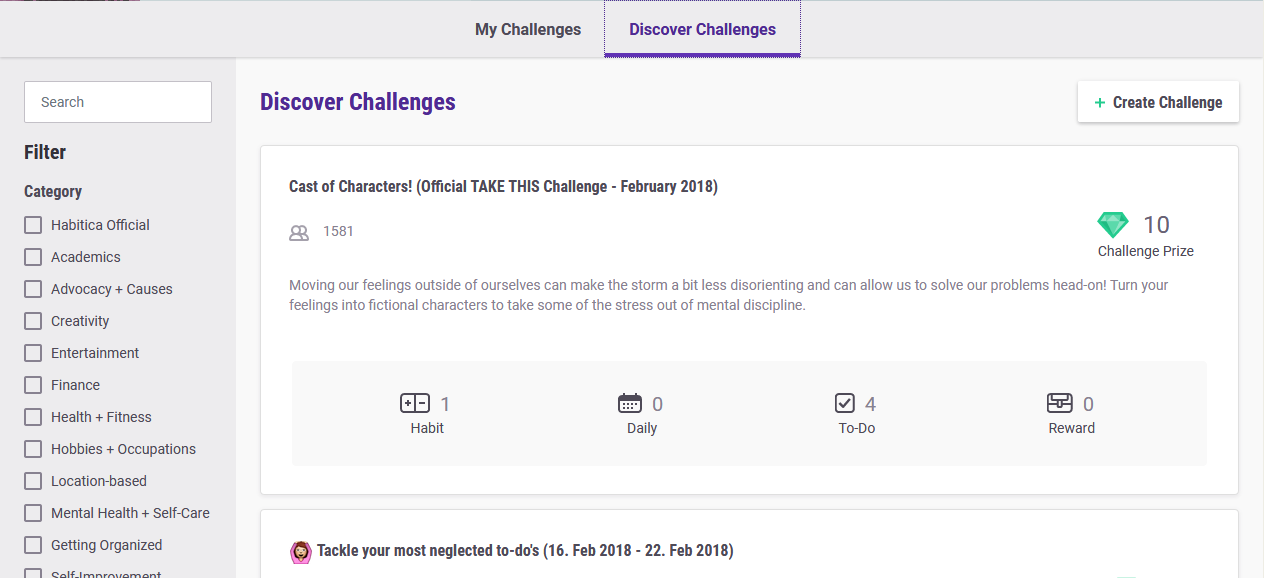 My Challenges
Discover Challenges
Search
Filter
Category
Habitica Official
Academics
Advocacy + Causes
Creativity
Entertainment
Finance
Health + Fitness
Hobbies + Occupations
Location-based
Mental Health + Self-Care
Getting Organized
Self-Improvement
Discover Challenges
+ Create Challenge
Cast of Characters! (Official TAKE THIS Challenge - February 2018)
1581
10
Challenge Prize
Moving our feelings outside of ourselves can make the storm a bit less disorienting and can allow us to solve our problems head-on! Turn your
feelings into fictional characters to take some of the stress out of mental discipline.
1
Habit
0
Daily
4
To-Do
0
Reward
Tackle your most neglected to-do's (16. Feb 2018 - 22. Feb 2018)